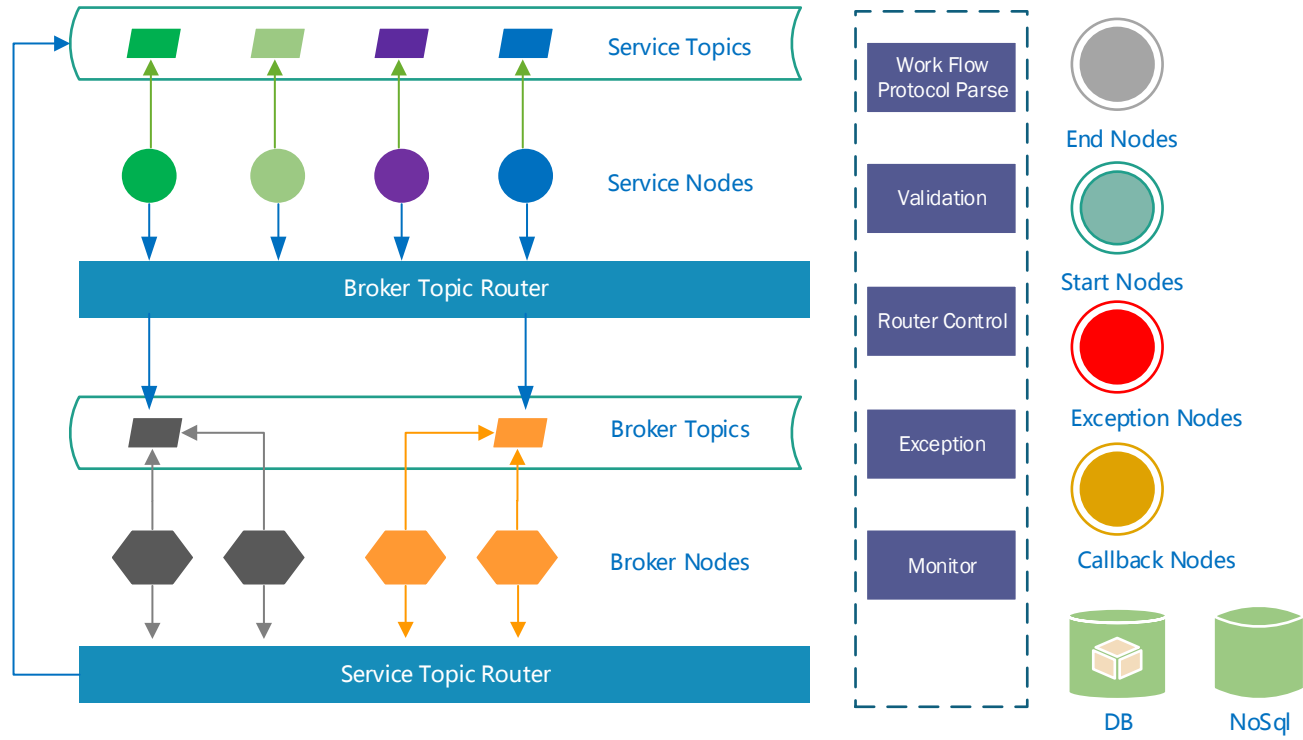 Service Topics
Service Nodes
Broker Topic Router
Broker Topics
Broker Nodes
Service Topic Router
Work Flow
Protocol Parse
Validation
Router Control
Exception
Monitor
End Nodes
Start Nodes
Exception Nodes
Callback Nodes
DB
NoSql